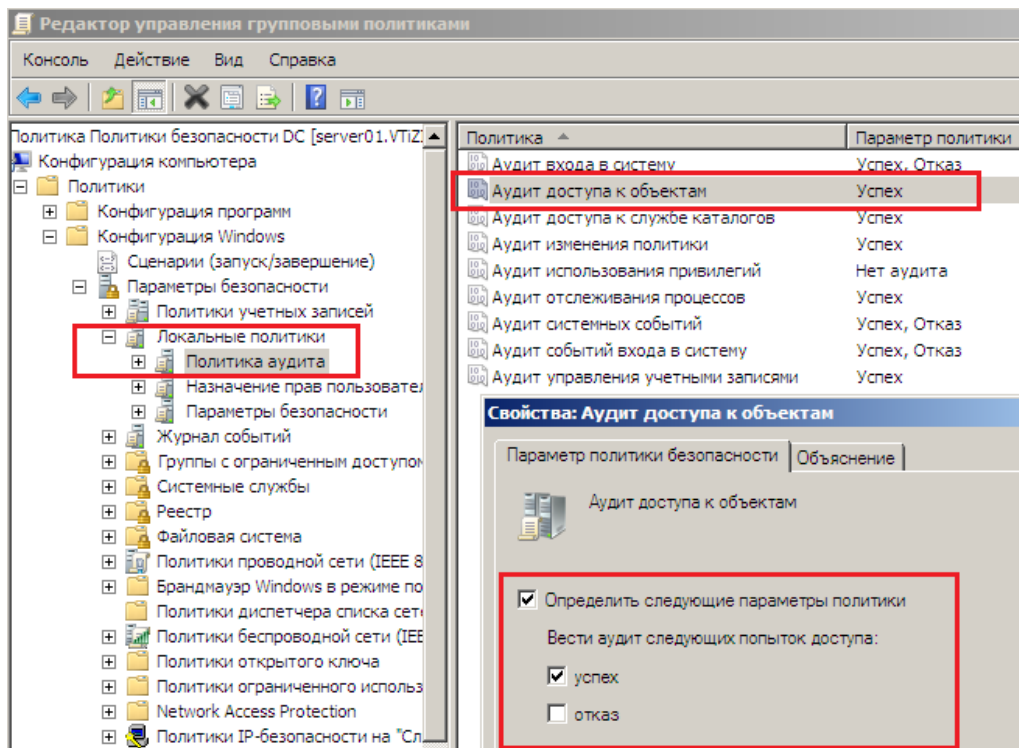 Редактор управления групповыми политиками
Консоль Действие Вид Справка
Политика Политики безопасности DC [server01.VTiZ
Конфигурация компьютера
Политики
Конфигурация программ
Конфигурация Windows
Сценарии (запуск/завершение)
Параметры безопасности
Политики учетных записей
Локальные политики
Политика аудита
Назначение прав пользовател
Параметры безопасности
Журнал событий
Группы с ограниченным доступом
Системные службы
Реестр
Файловая система
Политики проводной сети (IEEE 8
Брандмауэр Windows в режиме по
Политики диспетчера списка сет
Политики беспроводной сети (IEE
Политики открытого ключа
Политики ограниченного использ
Network Access Protection
Политики IP-безопасности на "Сл
Политика Параметр политики
Аудит входа в систему Успех, Отказ
Аудит доступа к объектам Успех
Аудит доступа к службе каталогов Успех
Аудит изменения политики Успех
Аудит использования привилегий Нет аудита
Аудит отслеживания процессов Успех
Аудит системных событий Успех, Отказ
Аудит событий входа в систему Успех, Отказ
Аудит управления учетными записями Успех
Свойства: Аудит доступа к объектам
Параметр политики безопасности Объяснение
Аудит доступа к объектам
Определить следующие параметры политики
Вести аудит следующих попыток доступа:
успех
отказ